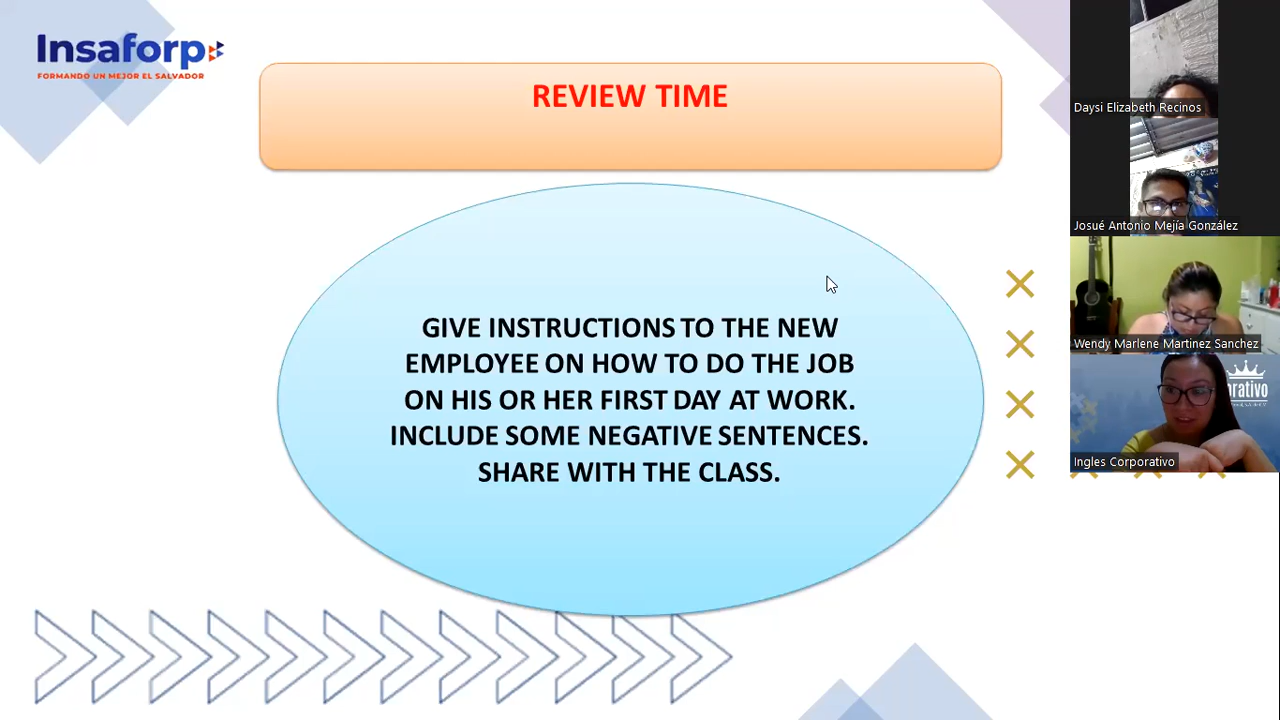 Insaforp
FORMANDO UN MEJOR EL SALVADOR
REVIEW TIME
GIVE INSTRUCTIONS TO THE NEW
EMPLOYEE ON HOW TO DO THE JOB
ON HIS OR HER FIRST DAY AT WORK.
INCLUDE SOME NEGATIVE SENTENCES.
SHARE WITH THE CLASS.
Daysi Elizabeth Recinos
Josué Antonio Mejía González
Wendy Marlene Martinez Sanchez
orativo
Ingles Corporativo